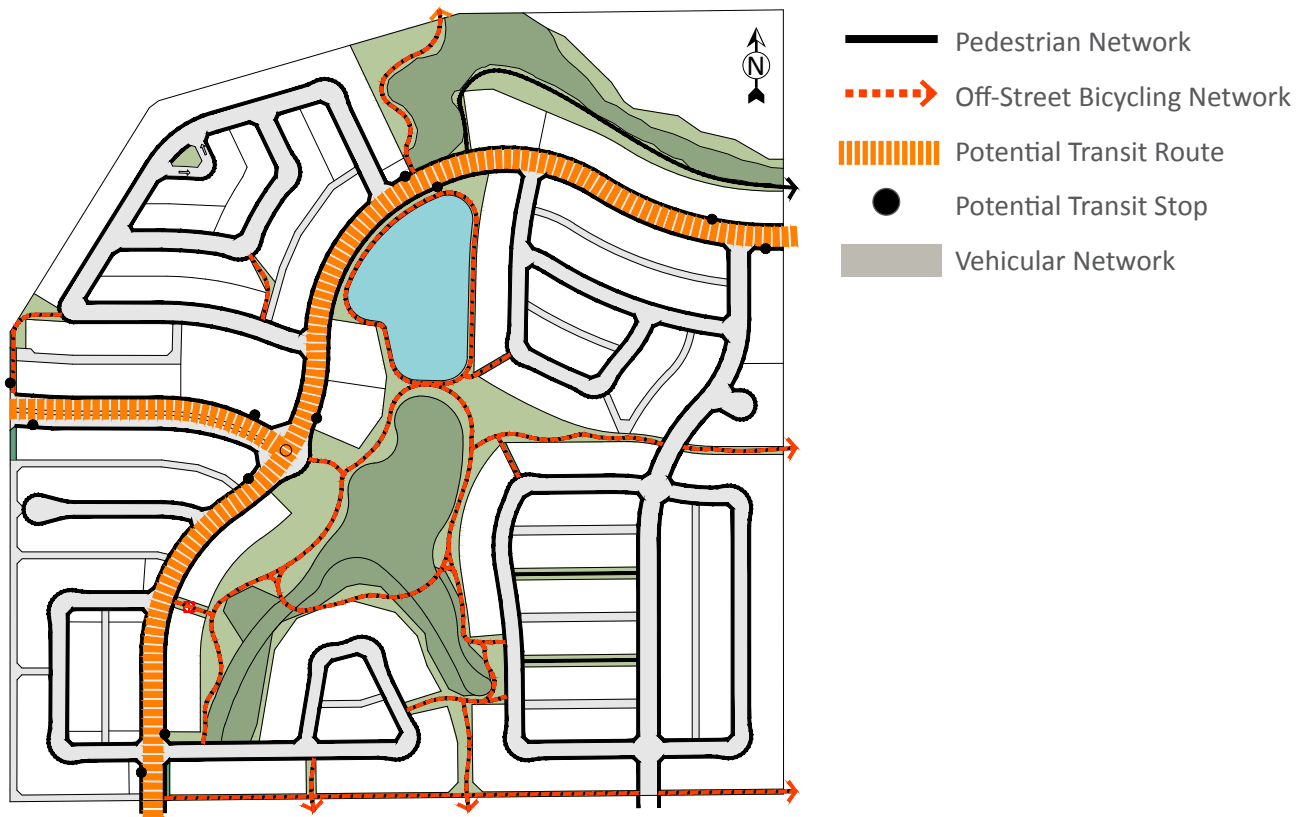 N
Pedestrian Network
Off-Street Bicycling Network
Potential Transit Route
Potential Transit Stop
Vehicular Network